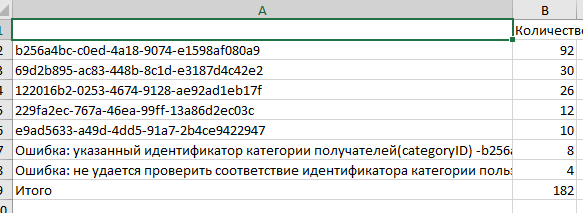 A B
1 Количество
2 b256a4bc-c0ed-4a18-9074-e1598af080a9 92
3 69d2b895-ac83-448b-8c1d-e3187d4c42e2 30
4 122016b2-0253-4674-9128-ae92ad1eb17f 26
5 229fa2ec-767a-46ea-99ff-13a86d2ec03c 12
6 e9ad5633-a49d-4dd5-91a7-2b4ce9422947 10
7 Ошибка: указанный идентификатор категории получателей(categoryID) -b256a 8
8 Ошибка: не удается проверить соответствие идентификатора категории польз 4
9 Итого 182